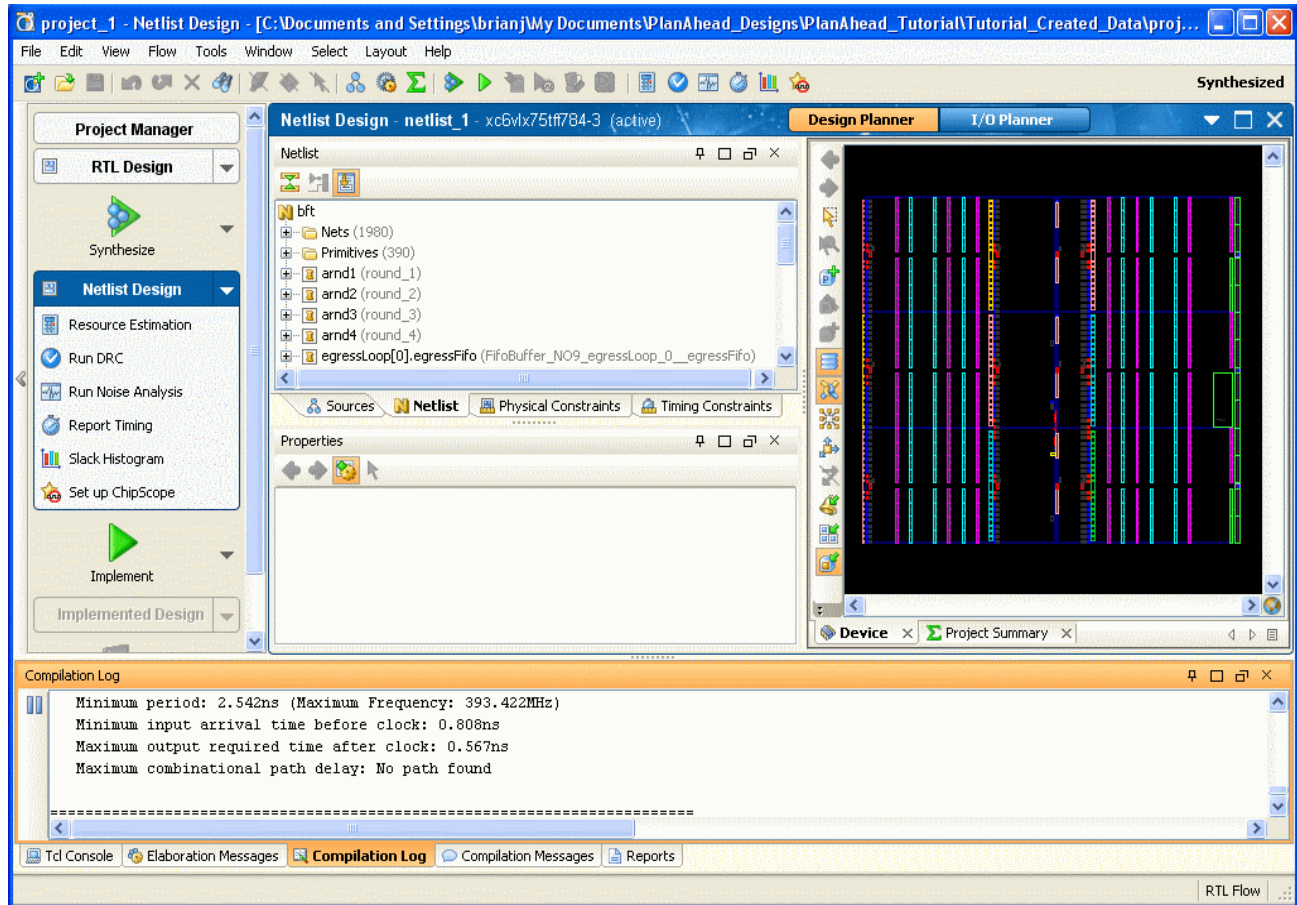 project_1 - Netlist Design - [C:\Documents and Settings\brianj\My Documents\PlanAhead_Designs\PlanAhead_Tutorial\Tutorial_Created_Data\proj...
File Edit View Flow Tools Window Select Layout Help
Synthesized
Project Manager
RTL Design
Synthesize
Netlist Design
Resource Estimation
Run DRC
Run Noise Analysis
Report Timing
Slack Histogram
Set up ChipScope
Implement
Implemented Design
Netlist Design - netlist_1 - xc6vlx75tff784-3 (active)
Design Planner
I/O Planner
Netlist
bft
Nets (1980)
Primitives (390)
arnd1 (round_1)
arnd2 (round_2)
arnd3 (round_3)
arnd4 (round_4)
egressLoop[0].egressFifo (FifoBuffer_NO9_egressLoop_0__egressFifo)
Sources Netlist Physical Constraints Timing Constraints
Properties
Device Project Summary
Compilation Log
Minimum period: 2.542ns (Maximum Frequency: 393.422MHz)
Minimum input arrival time before clock: 0.808ns
Maximum output required time after clock: 0.567ns
Maximum combinational path delay: No path found
=========================================================================
Tcl Console Elaboration Messages Compilation Log Compilation Messages Reports
RTL Flow